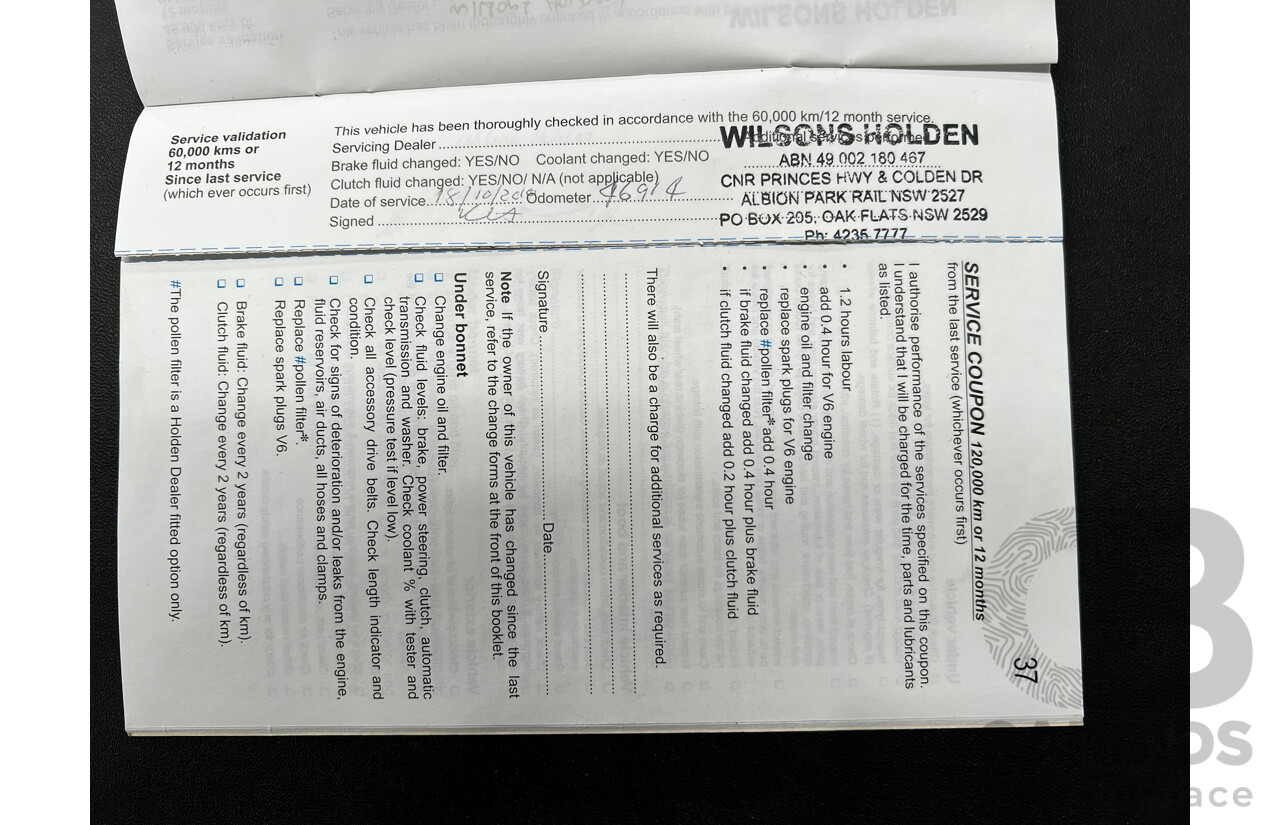 Service validation
60,000 kms or
12 months
Since last service
(which ever occurs first)
This vehicle has been thoroughly checked in accordance with the 60,000 km/12 month service.
Servicing Dealer
Additional services performed
Brake fluid changed: YES/NO Coolant changed: YES/NO
Clutch fluid changed: YES/NO/ N/A (not applicable)
Date of service 18/10/2018 Odometer 46914
Signed
WILSONS HOLDEN
ABN 49 002 180 467
CNR PRINCES HWY & COLDEN DR
ALBION PARK RAIL NSW 2527
PO BOX 205, OAK FLATS NSW 2529
Ph: 4235 7777
SERVICE COUPON 120,000 km or 12 months
from the last service (whichever occurs first)
I authorise performance of the services specified on this coupon.
I understand that I will be charged for the time, parts and lubricants
as listed.
• 1.2 hours labour
• add 0.4 hour for V6 engine
• engine oil and filter change
• replace spark plugs for V6 engine
• replace #pollen filter* add 0.4 hour
• if brake fluid changed add 0.4 hour plus brake fluid
• if clutch fluid changed add 0.2 hour plus clutch fluid
There will also be a charge for additional services as required.
Signature Date
Note If the owner of this vehicle has changed since the last
service, refer to the change forms at the front of this booklet.
Under bonnet
❏ Change engine oil and filter.
❏ Check fluid levels: brake, power steering, clutch, automatic
transmission and washer. Check coolant % with tester and
check level (pressure test if level low).
❏ Check all accessory drive belts. Check length indicator and
condition.
❏ Check for signs of deterioration and/or leaks from the engine,
fluid reservoirs, air ducts, all hoses and clamps.
❏ Replace #pollen filter*.
❏ Replace spark plugs V6.
❏ Brake fluid: Change every 2 years (regardless of km).
❏ Clutch fluid: Change every 2 years (regardless of km).
#The pollen filter is a Holden Dealer fitted option only.
37